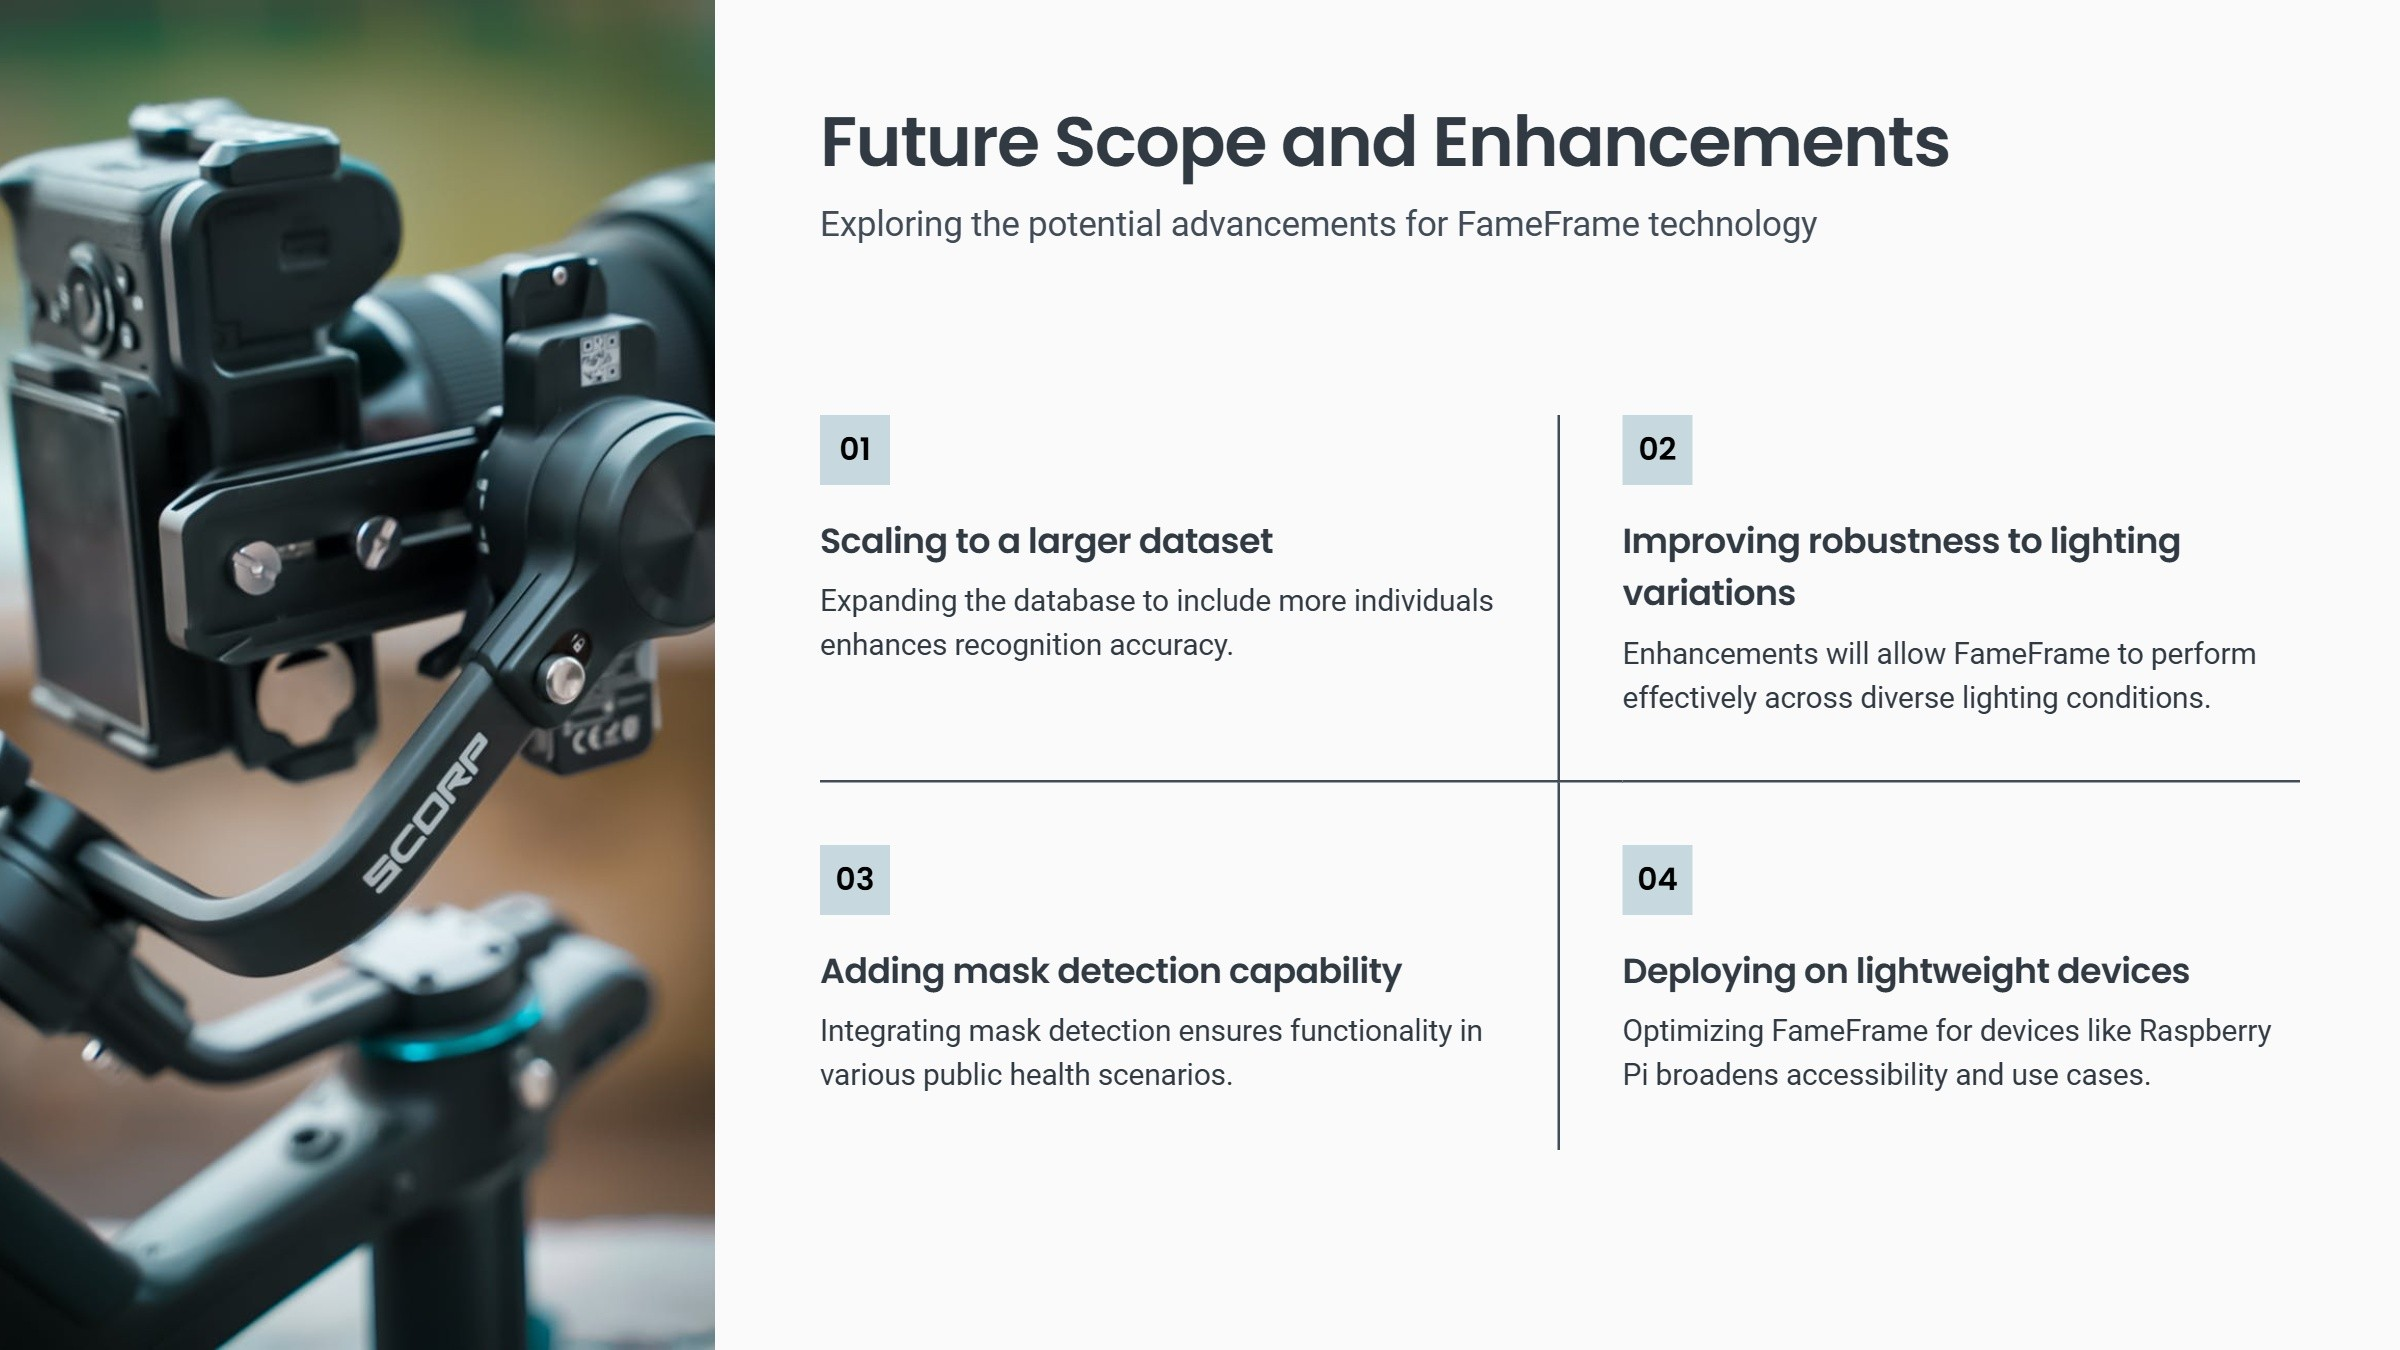 Future Scope and Enhancements
Exploring the potential advancements for FameFrame technology
01
Scaling to a larger dataset
Expanding the database to include more individuals
enhances recognition accuracy.
02
Improving robustness to lighting
variations
Enhancements will allow FameFrame to perform
effectively across diverse lighting conditions.
03
Adding mask detection capability
Integrating mask detection ensures functionality in
various public health scenarios.
04
Deploying on lightweight devices
Optimizing FameFrame for devices like Raspberry
Pi broadens accessibility and use cases.
SCORP
CE